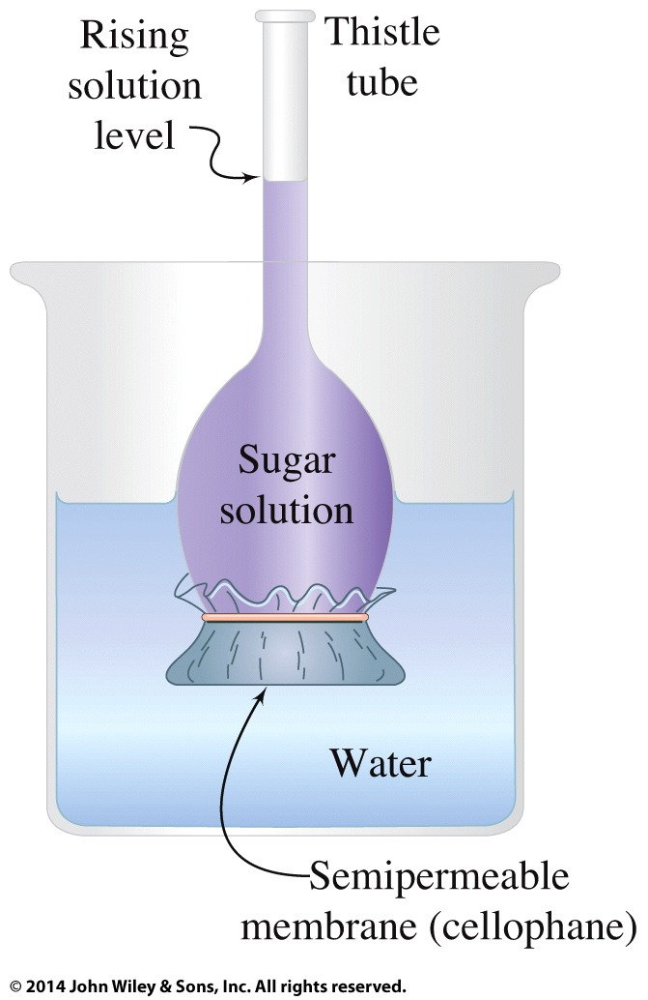 Rising
solution
level
Thistle
tube
Sugar
solution
Water
Semipermeable
membrane (cellophane)
© 2014 John Wiley & Sons, Inc. All rights reserved.